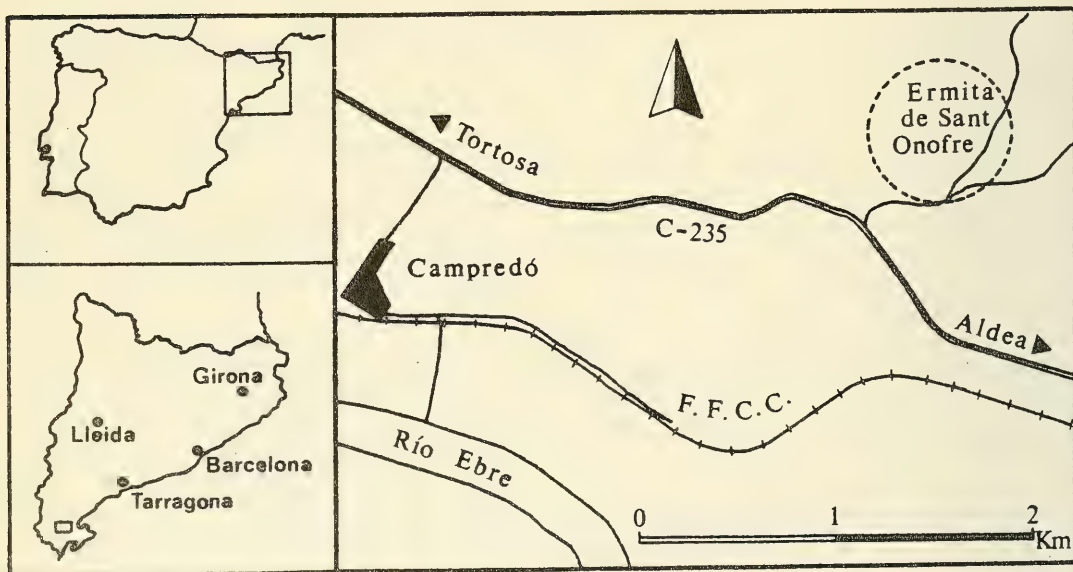 Girona
Lleida
Barcelona
Tarragona
Tortosa
Ermita
de Sant
Onofre
C-235
Campredó
Aldea
F.F.C.C.
Río Ebre
0 1 2
Km